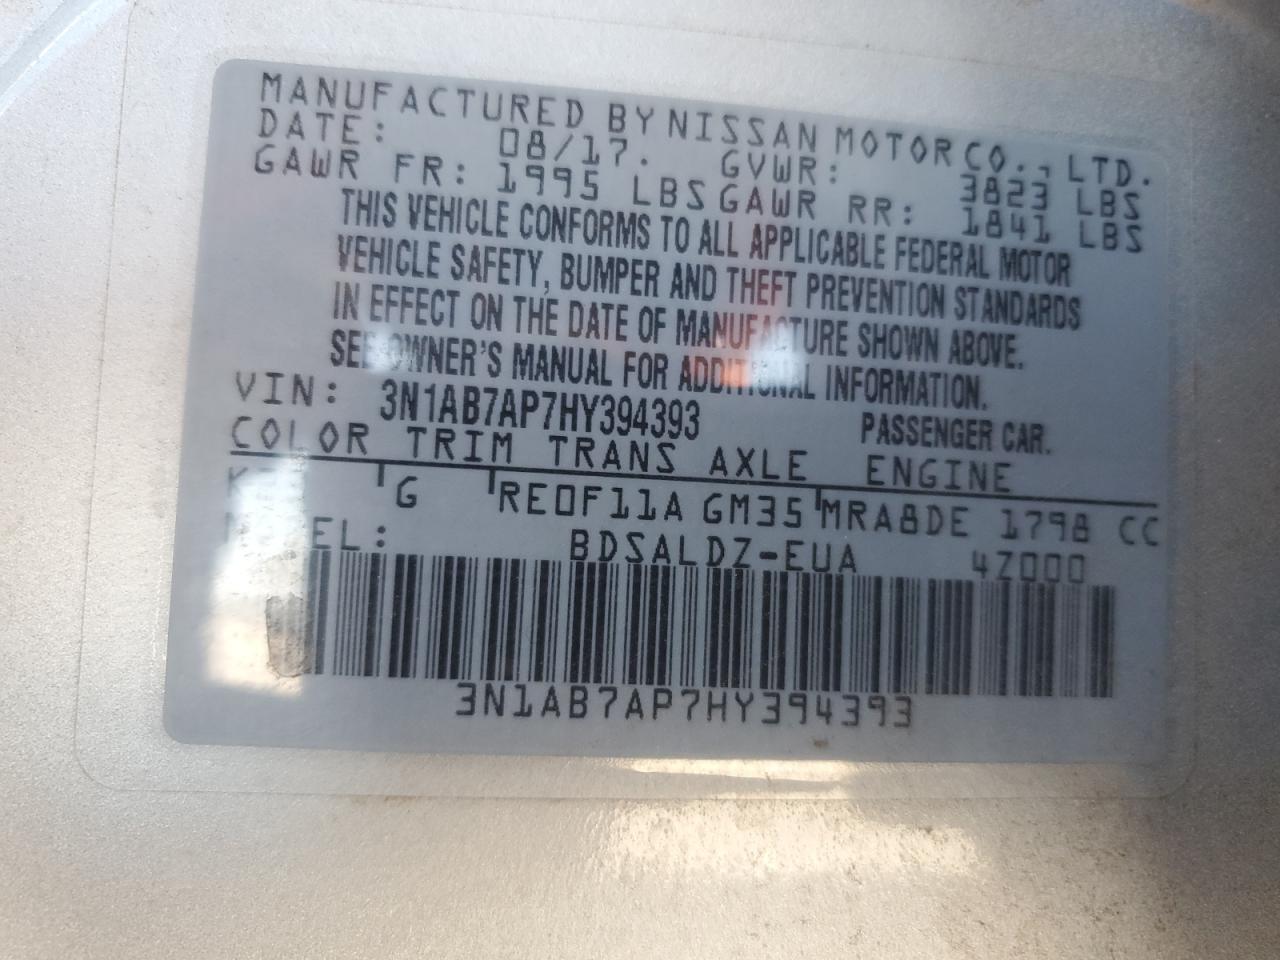 MANUFACTURED BY NISSAN MOTOR CO., LTD.
DATE: 08/17. GVWR: 3823 LBS
GAWR FR: 1995 LBS GAWR RR: 1841 LBS
THIS VEHICLE CONFORMS TO ALL APPLICABLE FEDERAL MOTOR
VEHICLE SAFETY, BUMPER AND THEFT PREVENTION STANDARDS
IN EFFECT ON THE DATE OF MANUFACTURE SHOWN ABOVE.
SEE OWNER'S MANUAL FOR ADDITIONAL INFORMATION.
VIN: 3N1AB7AP7HY394393 PASSENGER CAR.
COLOR TRIM TRANS AXLE ENGINE
G RE0F11A GM35 MRA8DE 1798 CC
MODEL: BDSALDZ-EUA 4Z000
3N1AB7AP7HY394393